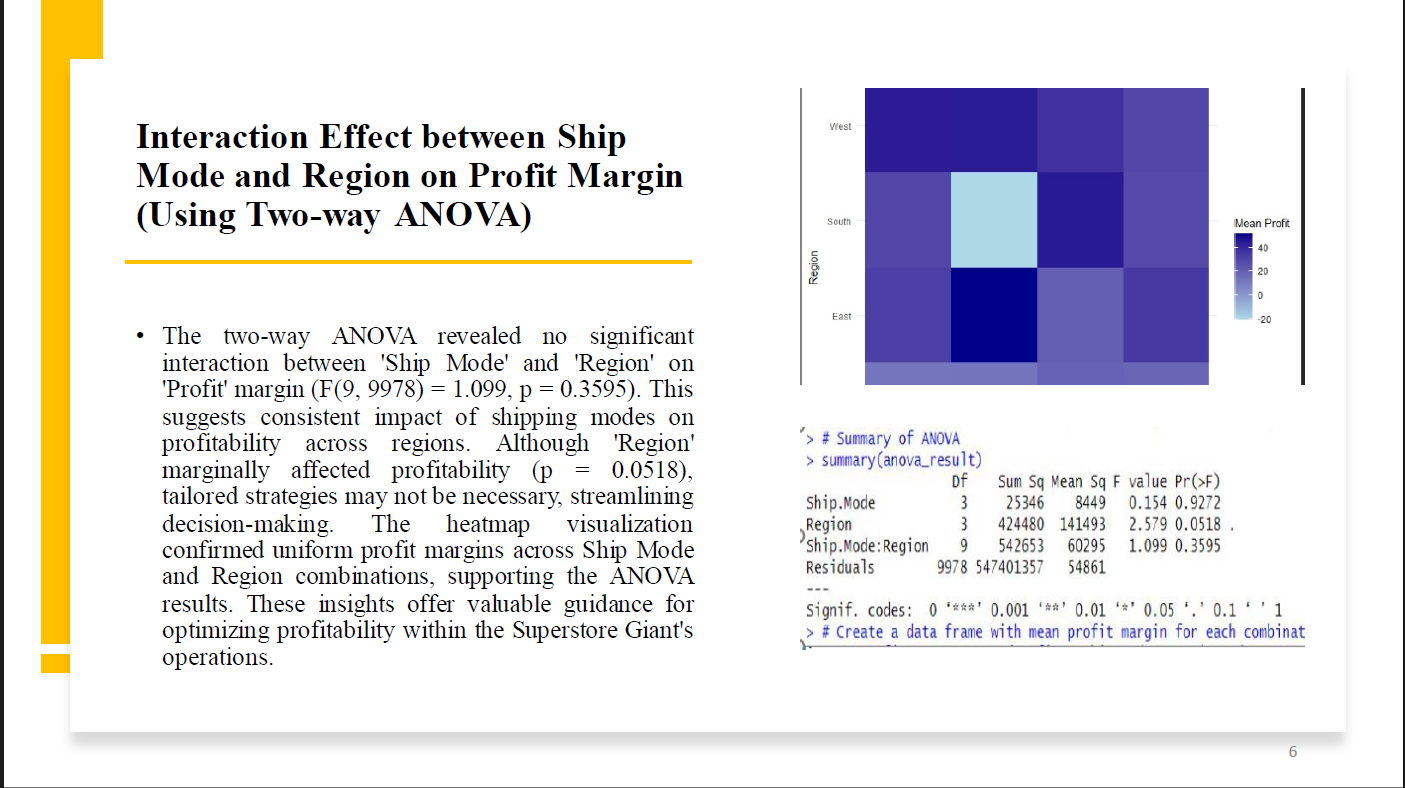 Interaction Effect between Ship
Mode and Region on Profit Margin
(Using Two-way ANOVA)
• The two-way ANOVA revealed no significant
interaction between 'Ship Mode' and 'Region' on
'Profit' margin (F(9, 9978) = 1.099, p = 0.3595). This
suggests consistent impact of shipping modes on
profitability across regions. Although 'Region'
marginally affected profitability (p = 0.0518),
tailored strategies may not be necessary, streamlining
decision-making. The heatmap visualization
confirmed uniform profit margins across Ship Mode
and Region combinations, supporting the ANOVA
results. These insights offer valuable guidance for
optimizing profitability within the Superstore Giant's
operations.
West
South
East
Region
Mean Profit
40
20
0
-20
> # Summary of ANOVA
> summary(anova_result)
Df Sum Sq Mean Sq F value Pr(>F)
Ship.Mode 3 25346 8449 0.154 0.9272
Region 3 424480 141493 2.579 0.0518 .
Ship.Mode:Region 9 542653 60295 1.099 0.3595
Residuals 9978 547401357 54861
---
Signif. codes: 0 ‘***’ 0.001 ‘**’ 0.01 ‘*’ 0.05 ‘.’ 0.1 ‘ ’ 1
> # Create a data frame with mean profit margin for each combinat
6